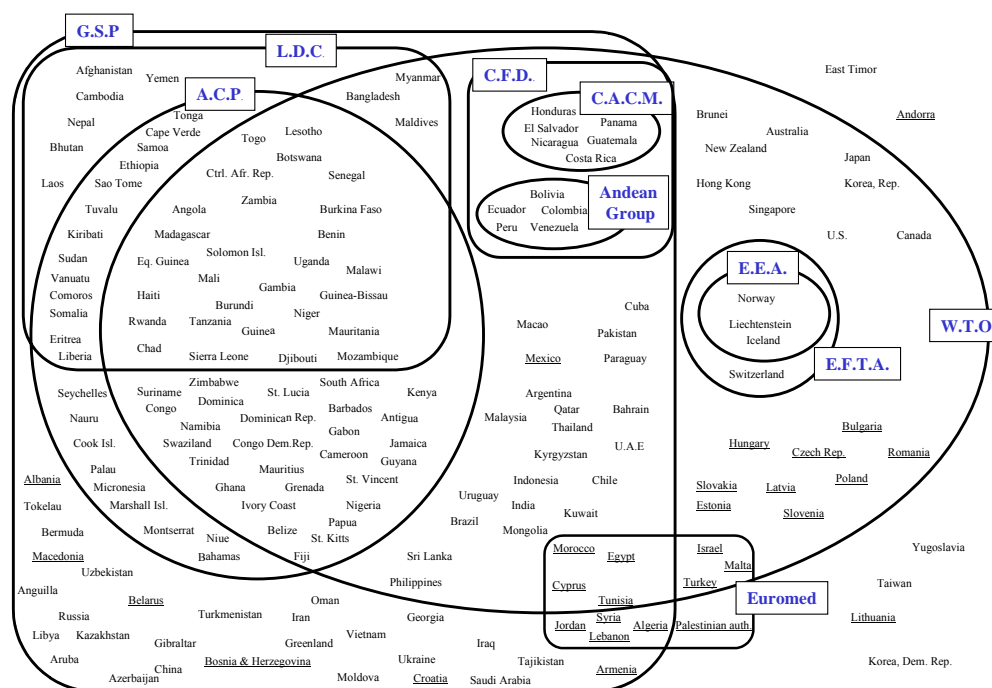 G.S.P
L.D.C.
C.F.D.
C.A.C.M.
A.C.P.
Andean
Group
E.E.A.
E.F.T.A.
W.T.O
Euromed
Afghanistan
Yemen
Cambodia
Nepal
Bhutan
Laos
Myanmar
Bangladesh
Maldives
Tonga
Cape Verde
Samoa
Ethiopia
Sao Tome
Tuvalu
Kiribati
Sudan
Vanuatu
Comoros
Somalia
Eritrea
Liberia
Togo
Lesotho
Botswana
Ctrl. Afr. Rep.
Senegal
Zambia
Angola
Burkina Faso
Madagascar
Benin
Solomon Isl.
Eq. Guinea
Uganda
Malawi
Mali
Gambia
Haiti
Guinea-Bissau
Burundi
Niger
Rwanda
Tanzania
Guinea
Mauritania
Chad
Sierra Leone
Djibouti
Mozambique
Honduras
Panama
El Salvador
Nicaragua
Guatemala
Costa Rica
Bolivia
Ecuador
Colombia
Peru
Venezuela
East Timor
Brunei
Andorra
Australia
New Zealand
Japan
Hong Kong
Korea, Rep.
Singapore
U.S.
Canada
Norway
Liechtenstein
Iceland
Switzerland
Cuba
Macao
Pakistan
Mexico
Paraguay
Argentina
Qatar
Bahrain
Malaysia
Thailand
U.A.E
Kyrgyzstan
Indonesia
Chile
Uruguay
India
Kuwait
Brazil
Mongolia
Sri Lanka
Philippines
Seychelles
Nauru
Cook Isl.
Palau
Micronesia
Marshall Isl.
Zimbabwe
South Africa
Suriname
St. Lucia
Kenya
Dominica
Congo
Barbados
Dominican Rep.
Antigua
Namibia
Gabon
Swaziland
Congo Dem.Rep.
Jamaica
Cameroon
Trinidad
Guyana
Mauritius
St. Vincent
Ghana
Grenada
Ivory Coast
Nigeria
Papua
Montserrat
Belize
St. Kitts
Niue
Bahamas
Fiji
Albania
Tokelau
Bermuda
Macedonia
Uzbekistan
Anguilla
Belarus
Russia
Turkmenistan
Oman
Iran
Georgia
Libya
Kazakhstan
Gibraltar
Greenland
Vietnam
Iraq
Aruba
China
Bosnia & Herzegovina
Ukraine
Tajikistan
Azerbaijan
Moldova
Croatia
Saudi Arabia
Armenia
Morocco
Egypt
Israel
Malta
Cyprus
Turkey
Tunisia
Syria
Jordan
Algeria
Palestinian auth.
Lebanon
Bulgaria
Hungary
Czech Rep.
Romania
Poland
Slovakia
Latvia
Estonia
Slovenia
Yugoslavia
Taiwan
Lithuania
Korea, Dem. Rep.